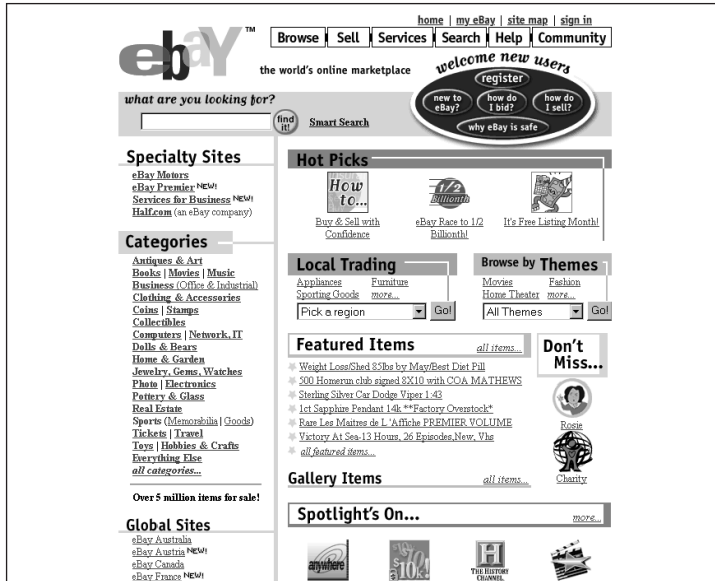 home | my eBay | site map | sign in
ebaY™
Browse Sell Services Search Help Community
the world's online marketplace
welcome new users
register
new to eBay?
how do I bid?
how do I sell?
why eBay is safe
what are you looking for?
find it!
Smart Search
Specialty Sites
eBay Motors
eBay Premier NEW!
Services for Business NEW!
Half.com (an eBay company)
Categories
Antiques & Art
Books | Movies | Music
Business (Office & Industrial)
Clothing & Accessories
Coins | Stamps
Collectibles
Computers | Network, IT
Dolls & Bears
Home & Garden
Jewelry, Gems, Watches
Photo | Electronics
Pottery & Glass
Real Estate
Sports (Memorabilia | Goods)
Tickets | Travel
Toys | Hobbies & Crafts
Everything Else
all categories...
Over 5 million items for sale!
Global Sites
eBay Australia
eBay Austria NEW!
eBay Canada
eBay France NEW!
Hot Picks
How to...
1/2 Billionth
Buy & Sell with
Confidence
eBay Race to 1/2
Billionth!
It's Free Listing Month!
Local Trading
Appliances Furniture
Sporting Goods more...
Pick a region Go!
Browse by Themes
Movies Fashion
Home Theater more...
All Themes Go!
Featured Items all items...
Weight Loss/Shed 85lbs by May/Best Diet Pill
500 Homerun club signed 8X10 with COA MATHEWS
Sterling Silver Car Dodge Viper 1:43
1ct Sapphire Pendant 14k **Factory Overstock*
Rare Les Maitres de L'Affiche PREMIER VOLUME
Victory At Sea-13 Hours, 26 Episodes,New, Vhs
all featured items...
Don't
Miss...
Rosie
Charity
Gallery Items all items...
Spotlight's On... more...
anywhere
$10k!
H
THE HISTORY
CHANNEL